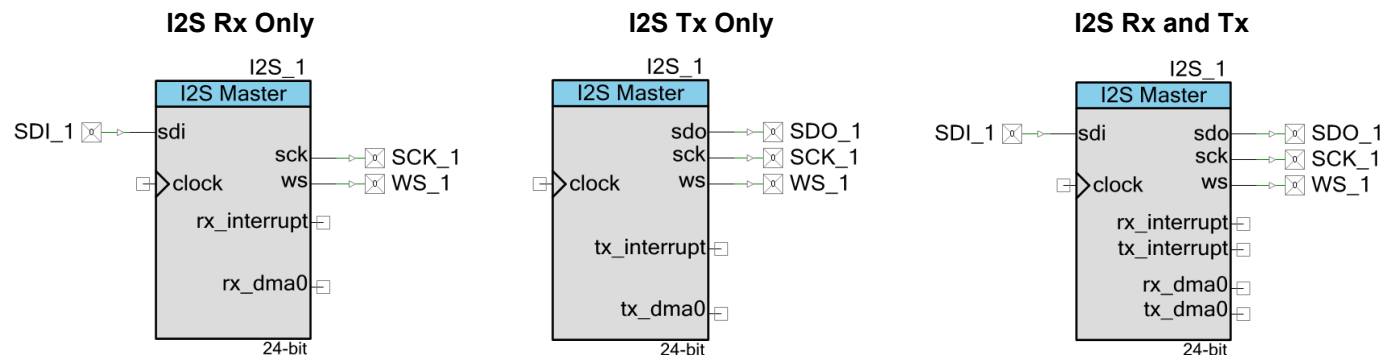 I2S Rx Only
I2S_1
I2S Master
SDI_1
sdi
sck
SCK_1
clock
ws
WS_1
rx_interrupt
rx_dma0
24-bit
I2S Tx Only
I2S_1
I2S Master
sdo
SDO_1
sck
SCK_1
clock
ws
WS_1
tx_interrupt
tx_dma0
24-bit
I2S Rx and Tx
I2S_1
I2S Master
SDI_1
sdi
sdo
SDO_1
sck
SCK_1
clock
ws
WS_1
rx_interrupt
tx_interrupt
rx_dma0
tx_dma0
24-bit